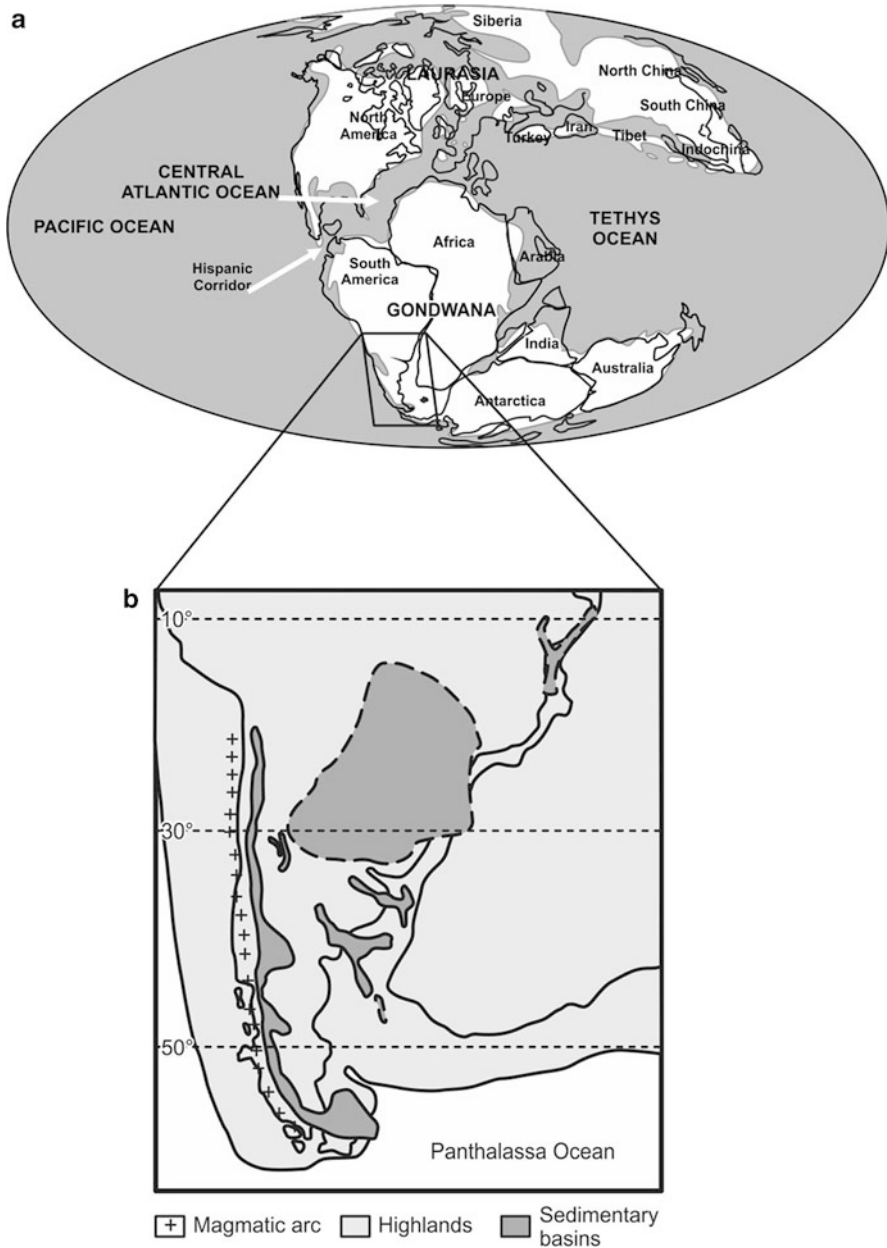 a
Siberia
LAURASIA
North China
Europe
North
America
South China
Turkey
Iran
Tibet
Indochina
CENTRAL
ATLANTIC OCEAN
PACIFIC OCEAN
TETHYS
OCEAN
Africa
Arabia
Hispanic
Corridor
South
America
GONDWANA
India
Australia
Antarctica
b
10°
30°
50°
Panthalassa Ocean
+ Magmatic arc
Highlands
Sedimentary
basins